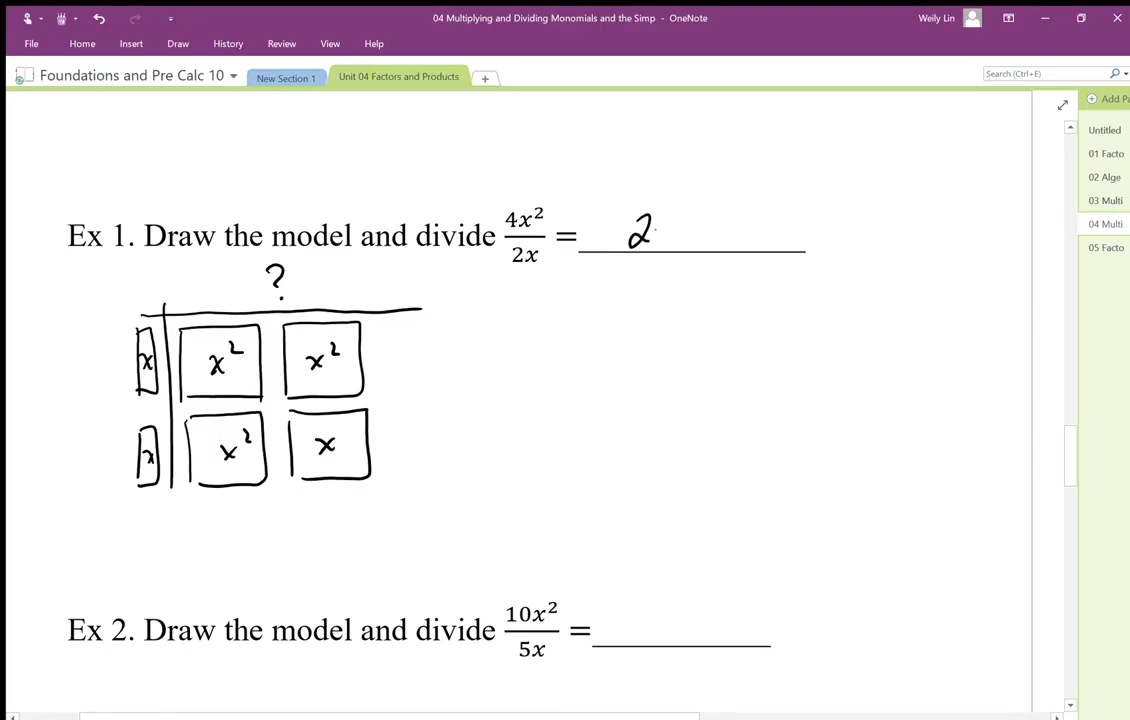 04 Multiplying and Dividing Monomials and the Simp - OneNote
Weily Lin
File Home Insert Draw History Review View Help
Foundations and Pre Calc 10
New Section 1
Unit 04 Factors and Products
+
Search (Ctrl+E)
Add Pa
Untitled
01 Facto
02 Alge
03 Multi
04 Multi
05 Facto
Ex 1. Draw the model and divide 4x²/2x = 2
?
x x² x²
x x² x
Ex 2. Draw the model and divide 10x²/5x =